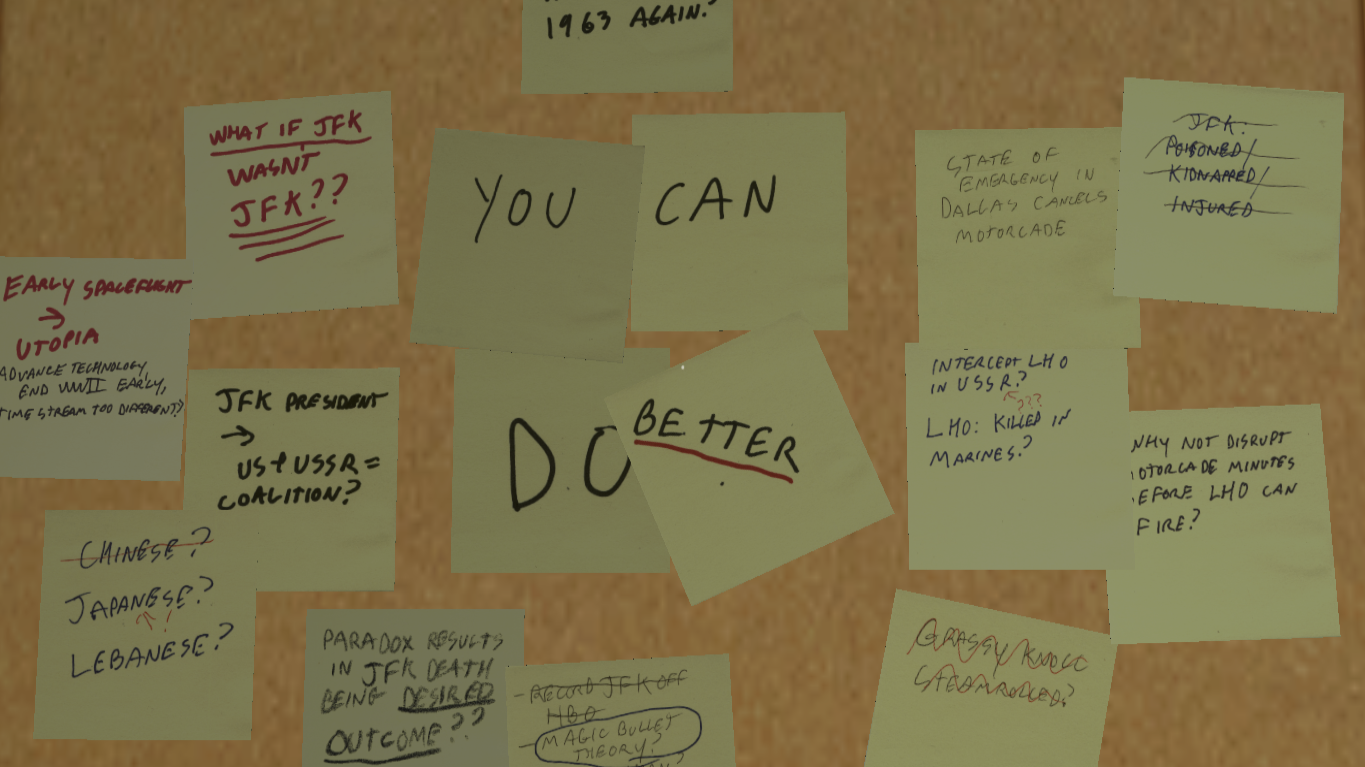 1963 AGAIN?
WHAT IF JFK
WASN'T
JFK??
YOU
CAN
STATE OF
EMERGENCY IN
DALLAS CANCELS
MOTORCADE
JFK:
POISONED/
KIDNAPPED/
INJURED
EARLY SPACEFLIGHT
→
UTOPIA
ADVANCE TECHNOLOGY,
END WWII EARLY,
TIME STREAM TOO DIFFERENT?
JFK PRESIDENT
→
US + USSR =
COALITION?
DO
BETTER
INTERCEPT LHO
IN USSR?
???
LHO: KILLED IN
MARINES?
WHY NOT DISRUPT
MOTORCADE MINUTES
BEFORE LHO CAN
FIRE?
CHINESE?
JAPANESE?
LEBANESE?
PARADOX RESULTS
IN JFK DEATH
BEING DESIRED
OUTCOME??
- RECORD JFK OFF
HBO
- MAGIC BULLET
THEORY?
GRASSY KNOLL
STEAMROLLED?